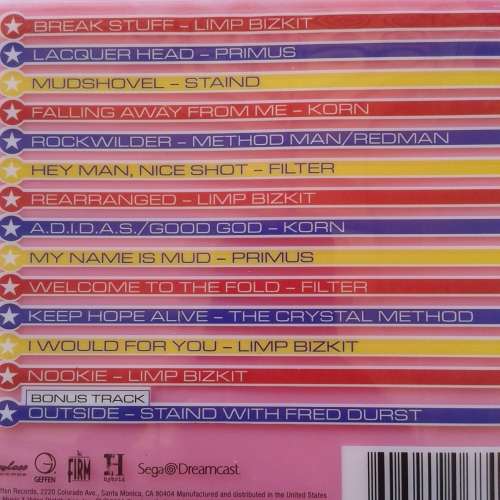 BREAK STUFF – LIMP BIZKIT
LACQUER HEAD – PRIMUS
MUDSHOVEL – STAIND
FALLING AWAY FROM ME – KORN
ROCKWILDER – METHOD MAN/REDMAN
HEY MAN, NICE SHOT – FILTER
REARRANGED – LIMP BIZKIT
A.D.I.D.A.S./GOOD GOD – KORN
MY NAME IS MUD – PRIMUS
WELCOME TO THE FOLD – FILTER
KEEP HOPE ALIVE – THE CRYSTAL METHOD
I WOULD FOR YOU – LIMP BIZKIT
NOOKIE – LIMP BIZKIT
BONUS TRACK
OUTSIDE – STAIND WITH FRED DURST
GEFFEN
THE FIRM
H hybrid
Sega Dreamcast.
Geffen Records, 2220 Colorado Ave., Santa Monica, CA 90404 Manufactured and distributed in the United States